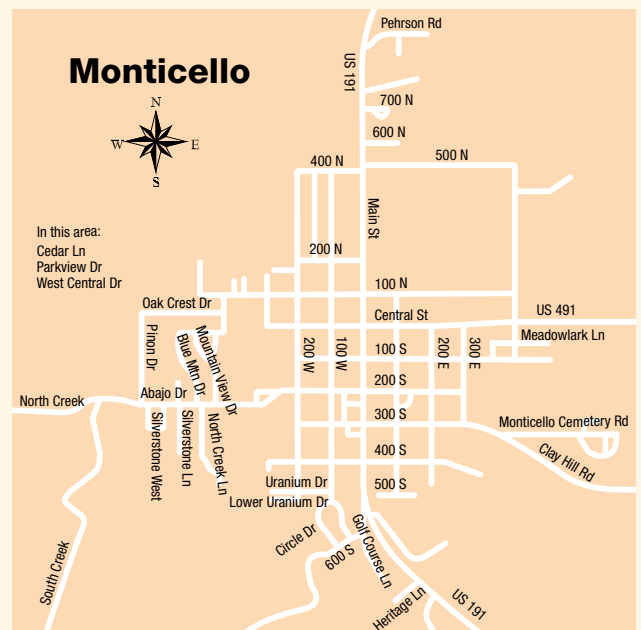 Pehrson Rd
Monticello
US 191
N
W
E
S
700 N
600 N
400 N
500 N
Main St
In this area:
Cedar Ln
Parkview Dr
West Central Dr
200 N
100 N
Oak Crest Dr
Central St
US 491
Meadowlark Ln
Pinon Dr
Blue Mtn Dr
Mountain View Dr
200 W
100 W
100 S
200 E
300 E
200 S
Abajo Dr
North Creek
300 S
Monticello Cemetery Rd
Silverstone West
Silverstone Ln
North Creek Ln
400 S
Clay Hill Rd
Uranium Dr
500 S
Lower Uranium Dr
Circle Dr
600 S
Golf Course Ln
South Creek
Heritage Ln
US 191